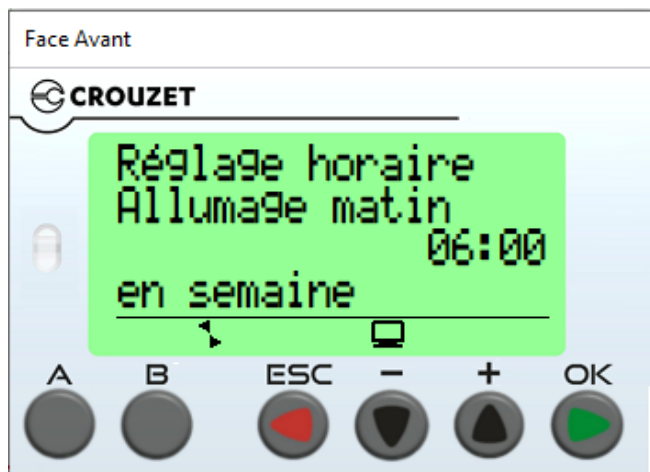 Face Avant
CROUZET
Réglage horaire
Allumage matin
06:00
en semaine
A B ESC - + OK